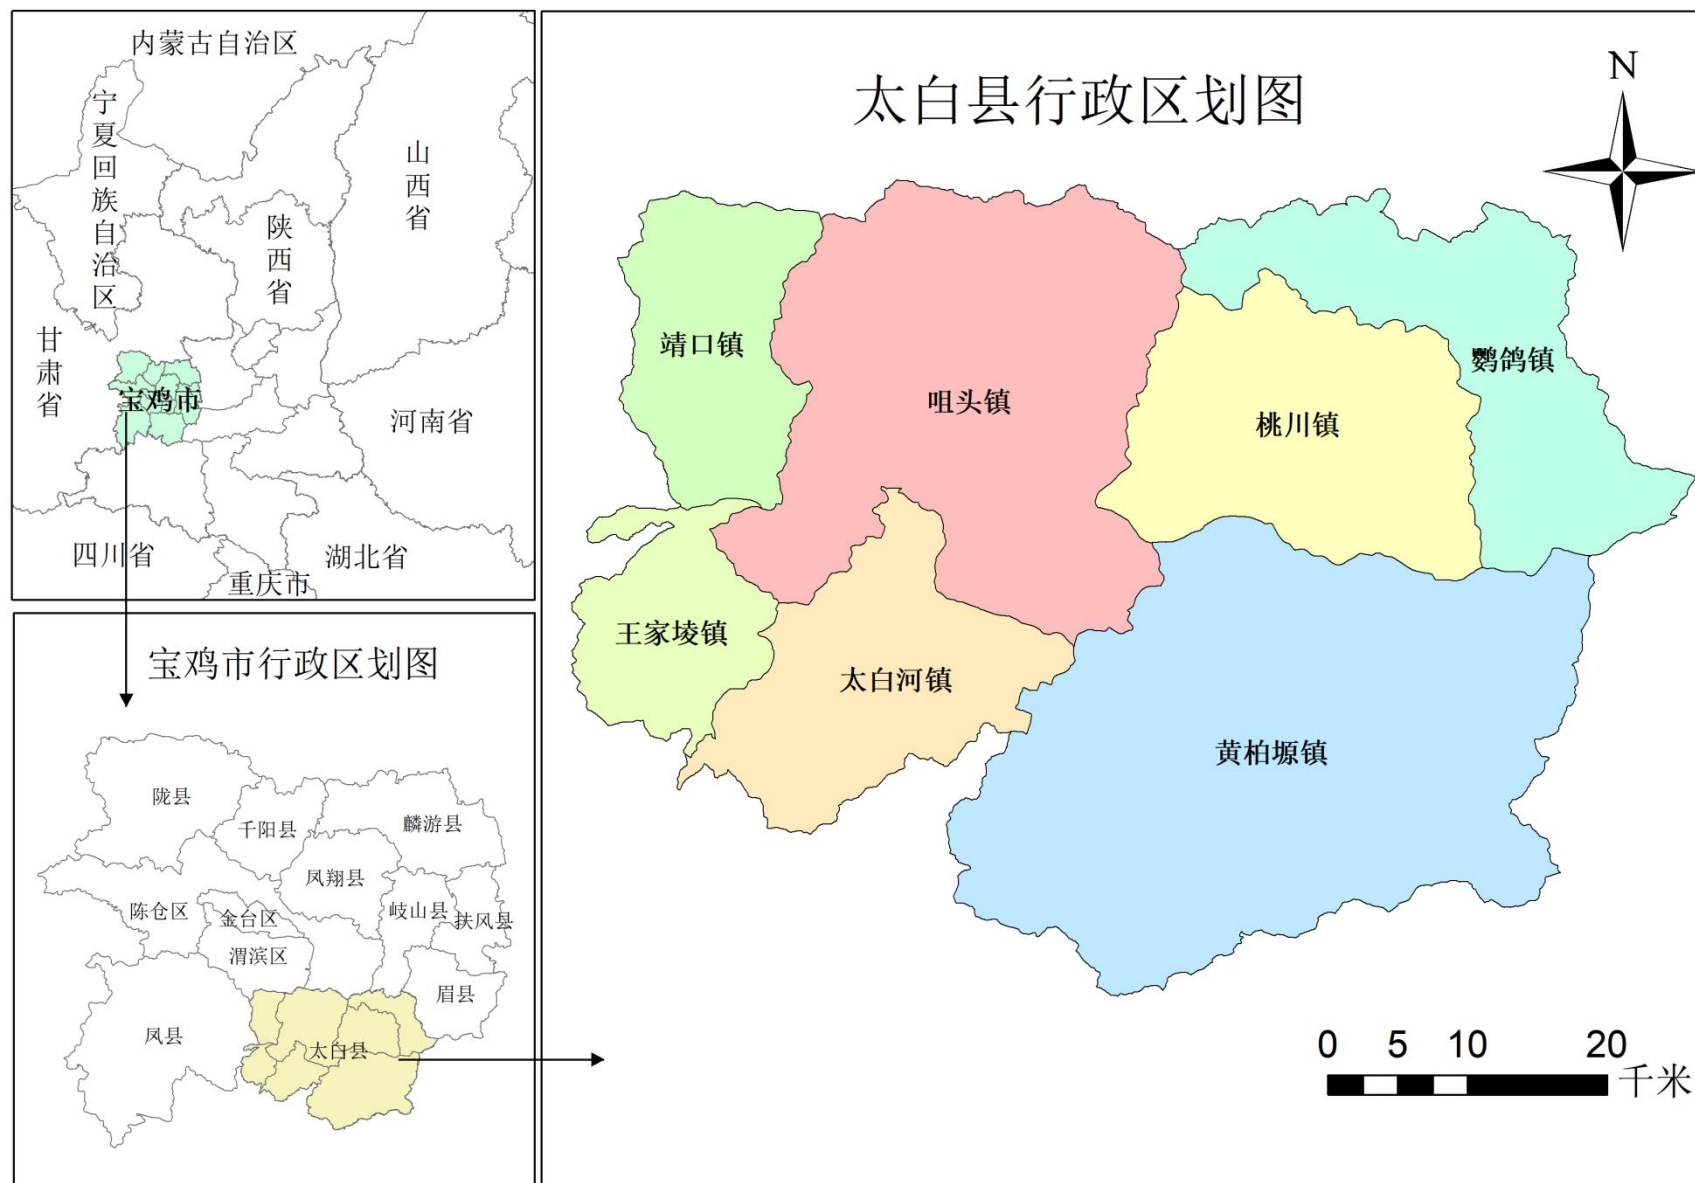 内蒙古自治区
宁夏回族自治区
山西省
陕西省
甘肃省
宝鸡市
河南省
四川省
湖北省
重庆市
宝鸡市行政区划图
陇县
千阳县
麟游县
凤翔县
陈仓区
金台区
岐山县
扶风县
渭滨区
眉县
凤县
太白县
太白县行政区划图
N
靖口镇
咀头镇
鹦鸽镇
桃川镇
王家堎镇
太白河镇
黄柏塬镇
0 5 10 20
千米